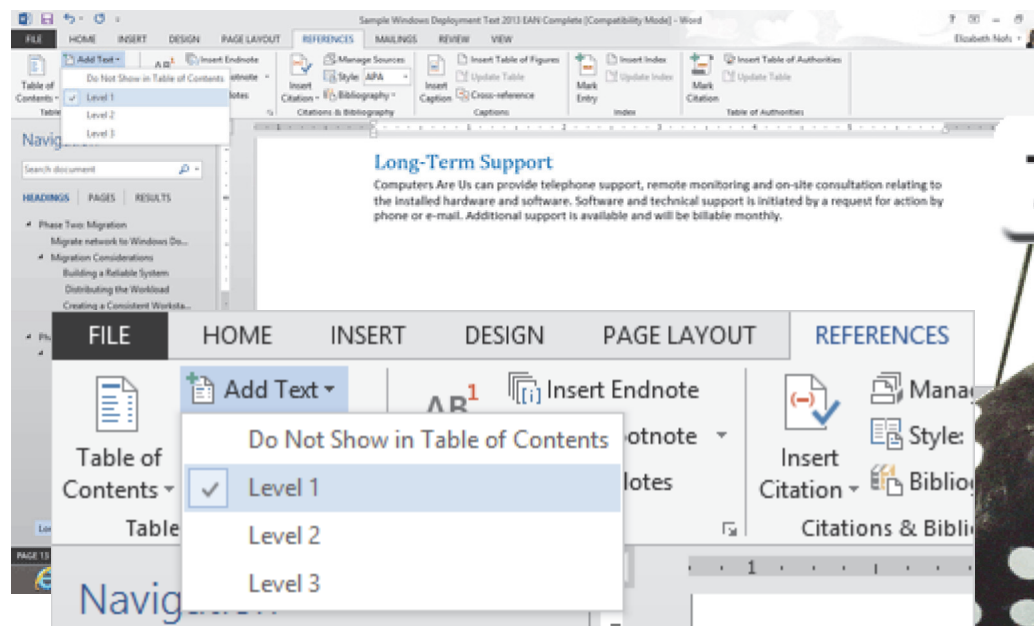 Sample Windows Deployment Text 2013 EAN Complete [Compatibility Mode] - Word
FILE HOME INSERT DESIGN PAGE LAYOUT REFERENCES MAILINGS REVIEW VIEW
Add Text Insert Endnote Manage Sources Insert Table of Figures Insert Index Insert Table of Authorities
Do Not Show in Table of Contents Style: APA Update Table Update Index Update Table
Table of Contents Level 1 Insert Citation Bibliography Insert Caption Cross-reference Mark Entry Mark Citation
Level 2 Citations & Bibliography Captions Index Table of Authorities
Level 3
Search document
HEADINGS PAGES RESULTS
Phase Two: Migration
Migrate network to Windows Do...
Migration Considerations
Building a Reliable System
Distributing the Workload
Creating a Consistent Worksta...
Long-Term Support
Computers Are Us can provide telephone support, remote monitoring and on-site consultation relating to
the installed hardware and software. Software and technical support is initiated by a request for action by
phone or e-mail. Additional support is available and will be billable monthly.
FILE HOME INSERT DESIGN PAGE LAYOUT REFERENCES
Add Text AB1 Insert Endnote Mana
Do Not Show in Table of Contents otnote Style:
Table of Contents Level 1 lotes Insert Citation Biblio
Table Level 2 Citations & Bibli
Level 3 1
Navig
PAGE 13